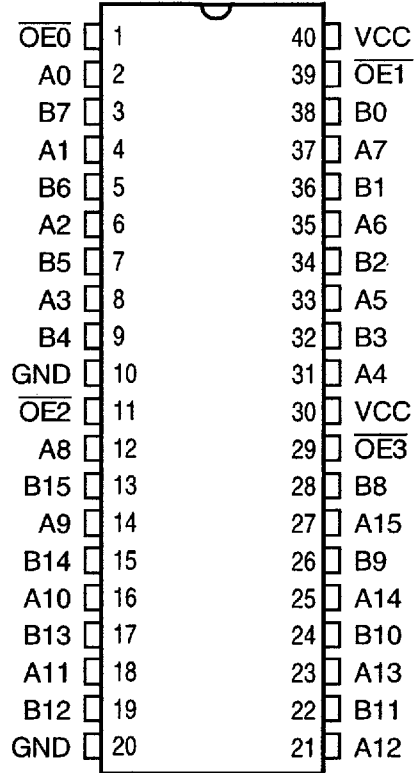 O̅E̅0̅ 1 40 VCC
A0 2 39 O̅E̅1̅
B7 3 38 B0
A1 4 37 A7
B6 5 36 B1
A2 6 35 A6
B5 7 34 B2
A3 8 33 A5
B4 9 32 B3
GND 10 31 A4
O̅E̅2̅ 11 30 VCC
A8 12 29 O̅E̅3̅
B15 13 28 B8
A9 14 27 A15
B14 15 26 B9
A10 16 25 A14
B13 17 24 B10
A11 18 23 A13
B12 19 22 B11
GND 20 21 A12